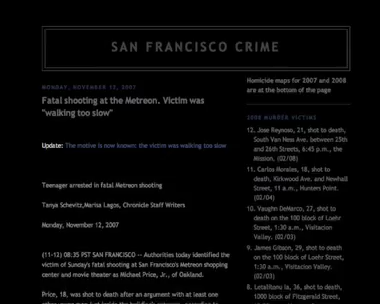 SAN FRANCISCO CRIME
MONDAY, NOVEMBER 12, 2007
Fatal shooting at the Metreon. Victim was
"walking too slow"
Update: The motive is now known: the victim was walking too slow
Teenager arrested in fatal Metreon shooting
Tanya Schevitz,Marisa Lagos, Chronicle Staff Writers
Monday, November 12, 2007
(11-12) 08:35 PST SAN FRANCISCO -- Authorities today identified the
victim of Sunday's fatal shooting at San Francisco's Metreon shopping
center and movie theater as Michael Price, Jr., of Oakland.
Price, 18, was shot to death after an argument with at least one
Homicide maps for 2007 and 2008
are at the bottom of the page
2008 MURDER VICTIMS
12. Jose Reynoso, 21, shot to death,
South Van Ness Ave. between 25th
and 26th Streets, 6:45 p.m., the
Mission. (02/08)
11. Carlos Morales, 18, shot to
death, Kirkwood Ave. and Newhall
Street, 11 a.m., Hunters Point.
(02/04)
10. Vaughn DeMarco, 27, shot to
death on the 100 block of Loehr
Street, 1:30 a.m., Visitacion
Valley. (02/03)
9. James Gibson, 29, shot to death
on the 100 block of Loehr Street,
1:30 a.m., Visitacion Valley.
(02/03)
8. Letalitonu Ia, 36, shot to death,
1000 block of Fitzgerald Street,